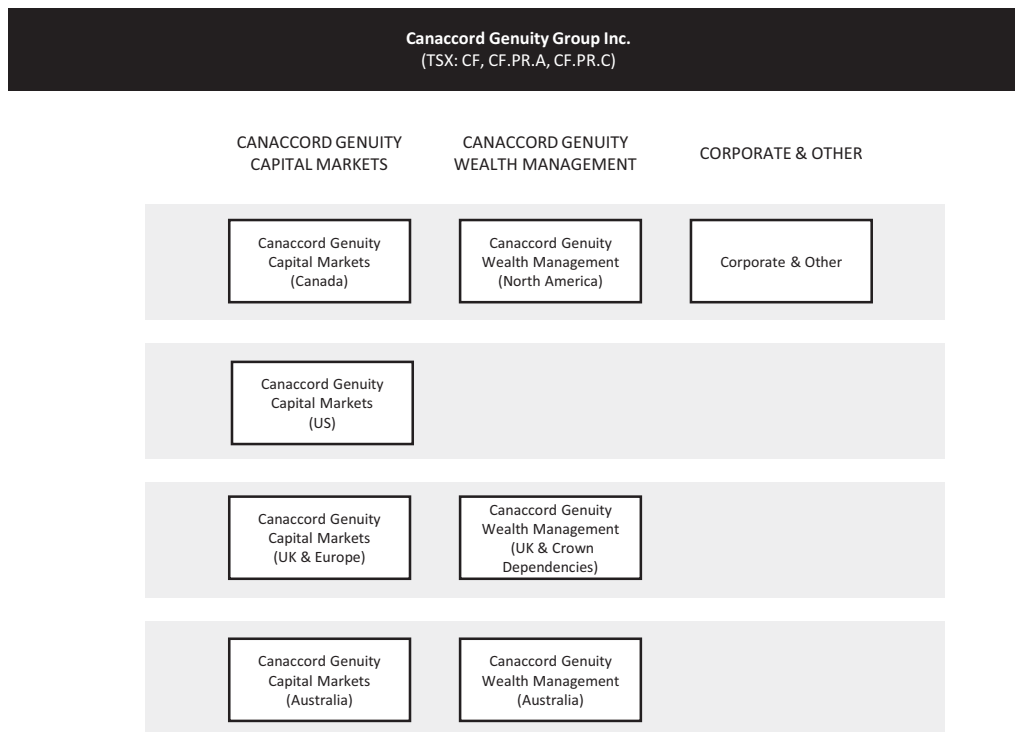 Canaccord Genuity Group Inc.
(TSX: CF, CF.PR.A, CF.PR.C)
CANACCORD GENUITY
CAPITAL MARKETS
CANACCORD GENUITY
WEALTH MANAGEMENT
CORPORATE & OTHER
Canaccord Genuity
Capital Markets
(Canada)
Canaccord Genuity
Wealth Management
(North America)
Corporate & Other
Canaccord Genuity
Capital Markets
(US)
Canaccord Genuity
Capital Markets
(UK & Europe)
Canaccord Genuity
Wealth Management
(UK & Crown
Dependencies)
Canaccord Genuity
Capital Markets
(Australia)
Canaccord Genuity
Wealth Management
(Australia)